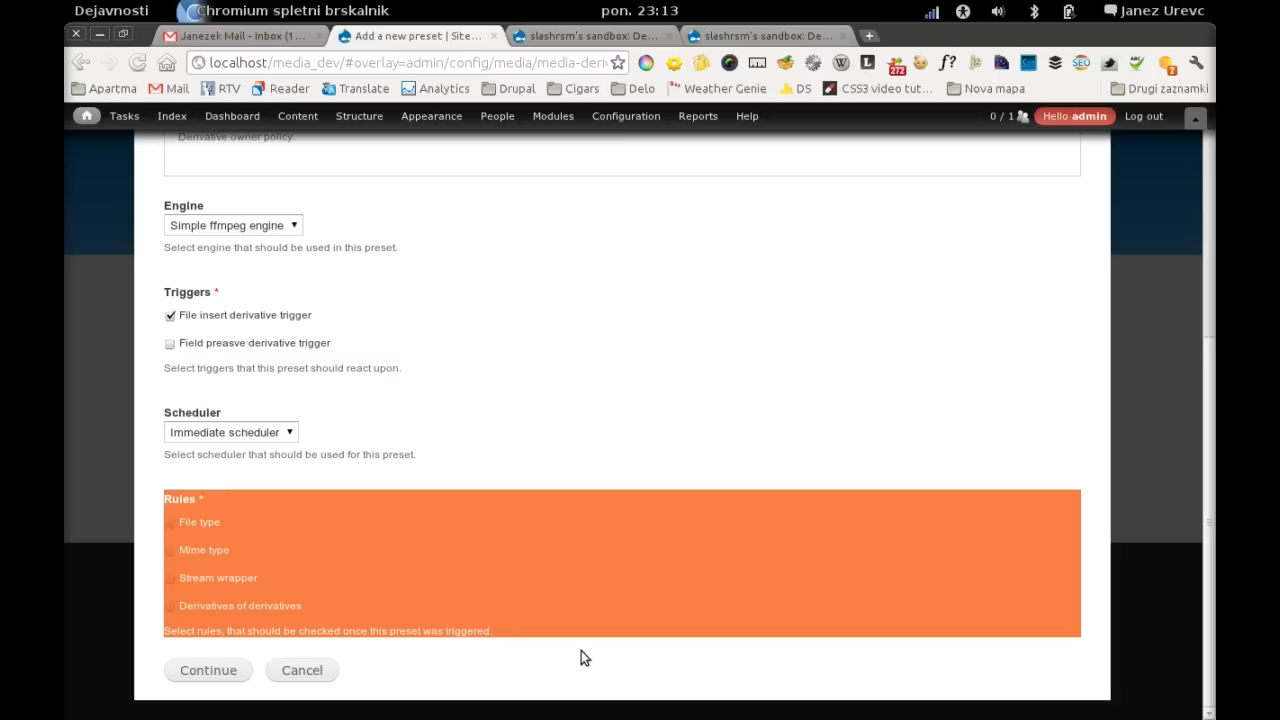 Dejavnosti
Chromium spletni brskalnik
pon. 23:13
Janez Urevc
Janezek Mail - Inbox (1 ...
Add a new preset | Site...
slashrsm's sandbox: De...
slashrsm's sandbox: De...
localhost/media_dev/#overlay=admin/config/media/media-deri
272
f?
2
Apartma
Mail
RTV
Reader
Translate
Analytics
Drupal
Cigars
Delo
Weather Genie
DS
CSS3 video tut...
Nova mapa
Drugi zaznamki
Tasks
Index
Dashboard
Content
Structure
Appearance
People
Modules
Configuration
Reports
Help
0 / 1
Hello admin
Log out
Derivative owner policy.
Engine
Simple ffmpeg engine
Select engine that should be used in this preset.
Triggers *
File insert derivative trigger
Field preasve derivative trigger
Select triggers that this preset should react upon.
Scheduler
Immediate scheduler
Select scheduler that should be used for this preset.
Rules *
File type
Mime type
Stream wrapper
Derivatives of derivatives
Select rules, that should be checked once this preset was triggered.
Continue
Cancel